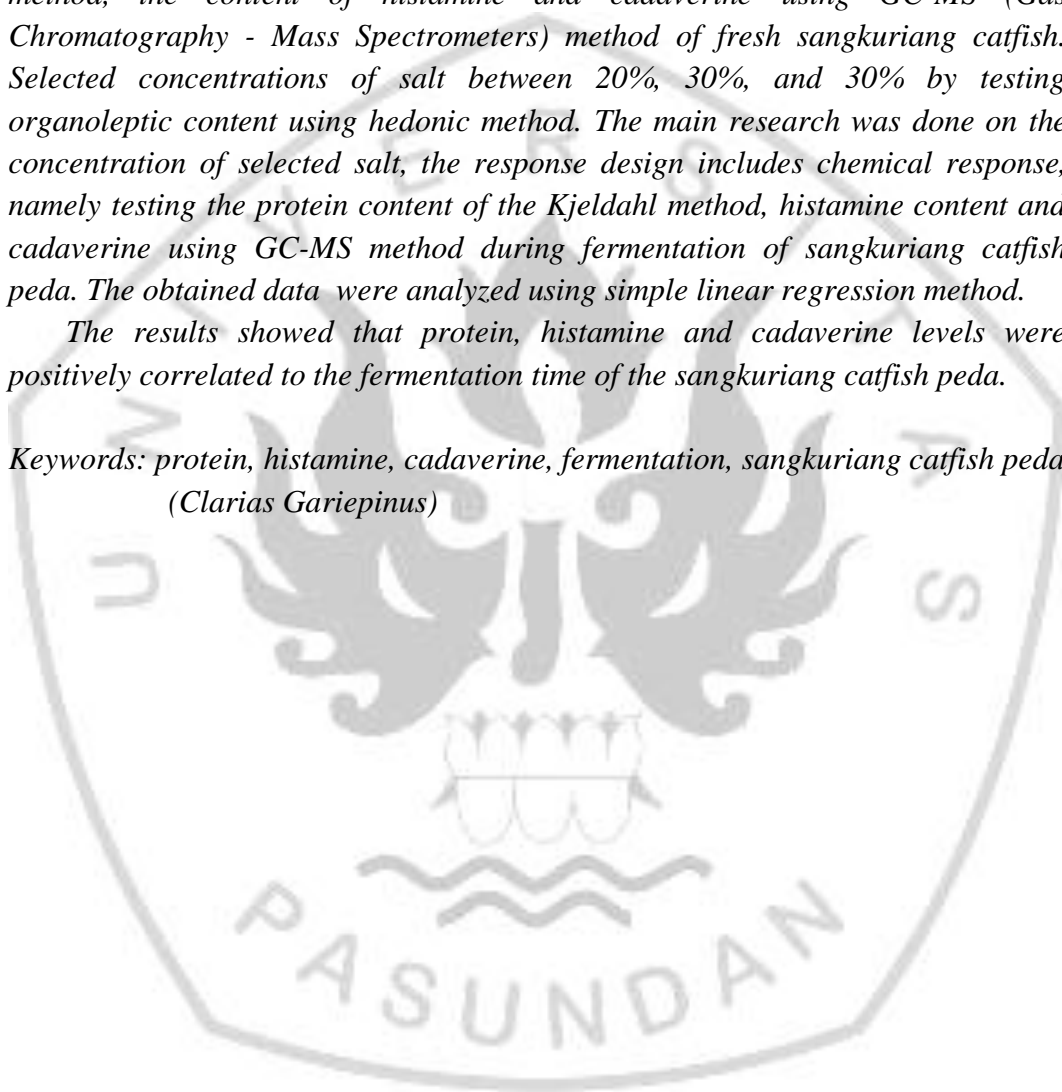 method, the content of histamine and cadaverine using GC-MS (Gas
Chromatography - Mass Spectrometers) method of fresh sangkuriang catfish.
Selected concentrations of salt between 20%, 30%, and 30% by testing
organoleptic content using hedonic method. The main research was done on the
concentration of selected salt, the response design includes chemical response,
namely testing the protein content of the Kjeldahl method, histamine content and
cadaverine using GC-MS method during fermentation of sangkuriang catfish
peda. The obtained data were analyzed using simple linear regression method.
The results showed that protein, histamine and cadaverine levels were
positively correlated to the fermentation time of the sangkuriang catfish peda.
Keywords: protein, histamine, cadaverine, fermentation, sangkuriang catfish peda
(Clarias Gariepinus)
UNIVERSITAS
PASUNDAN